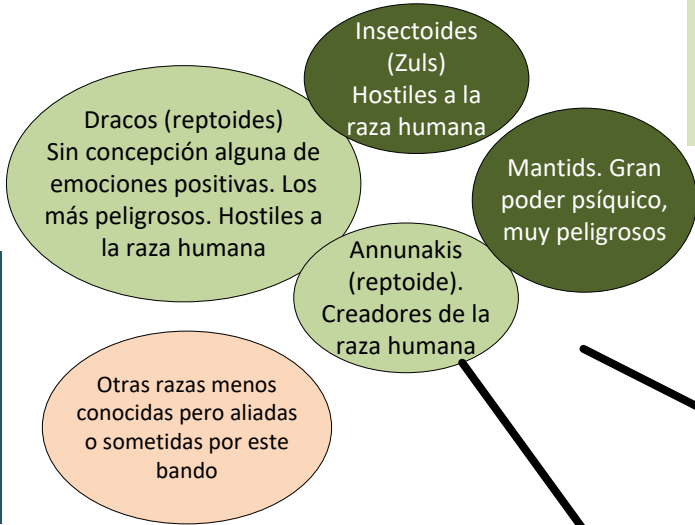 Insectoides
(Zuls)
Hostiles a la
raza humana
Dracos (reptoides)
Sin concepción alguna de
emociones positivas. Los
más peligrosos. Hostiles a
la raza humana
Mantids. Gran
poder psíquico,
muy peligrosos
Annunakis
(reptoide).
Creadores de la
raza humana
Otras razas menos
conocidas pero aliadas
o sometidas por este
bando